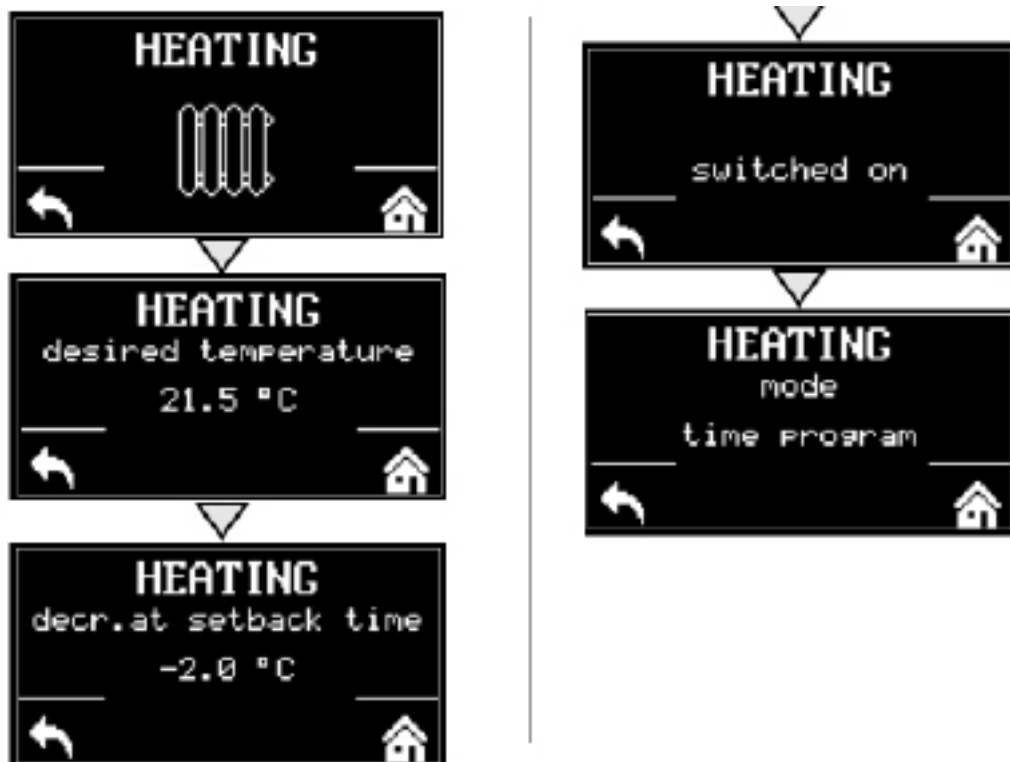 HEATING
HEATING
desired temperature
21.5 °C
HEATING
decr.at setback time
-2.0 °C
HEATING
switched on
HEATING
mode
time program